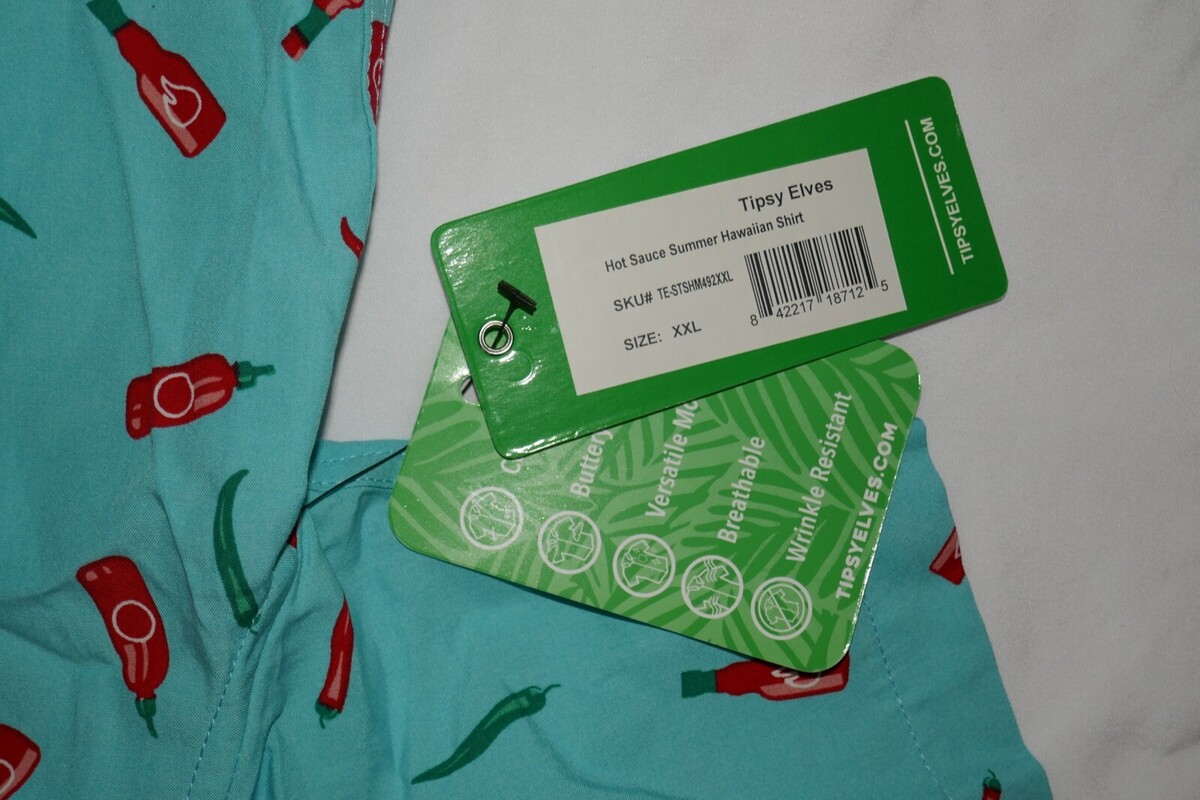 Tipsy Elves
Hot Sauce Summer Hawaiian Shirt
SKU# TE-STSHM492XXL
SIZE: XXL
8 42217 18712 5
TIPSYELVES.COM
Buttery
Versatile
Breathable
Wrinkle Resistant
TIPSYELVES.COM